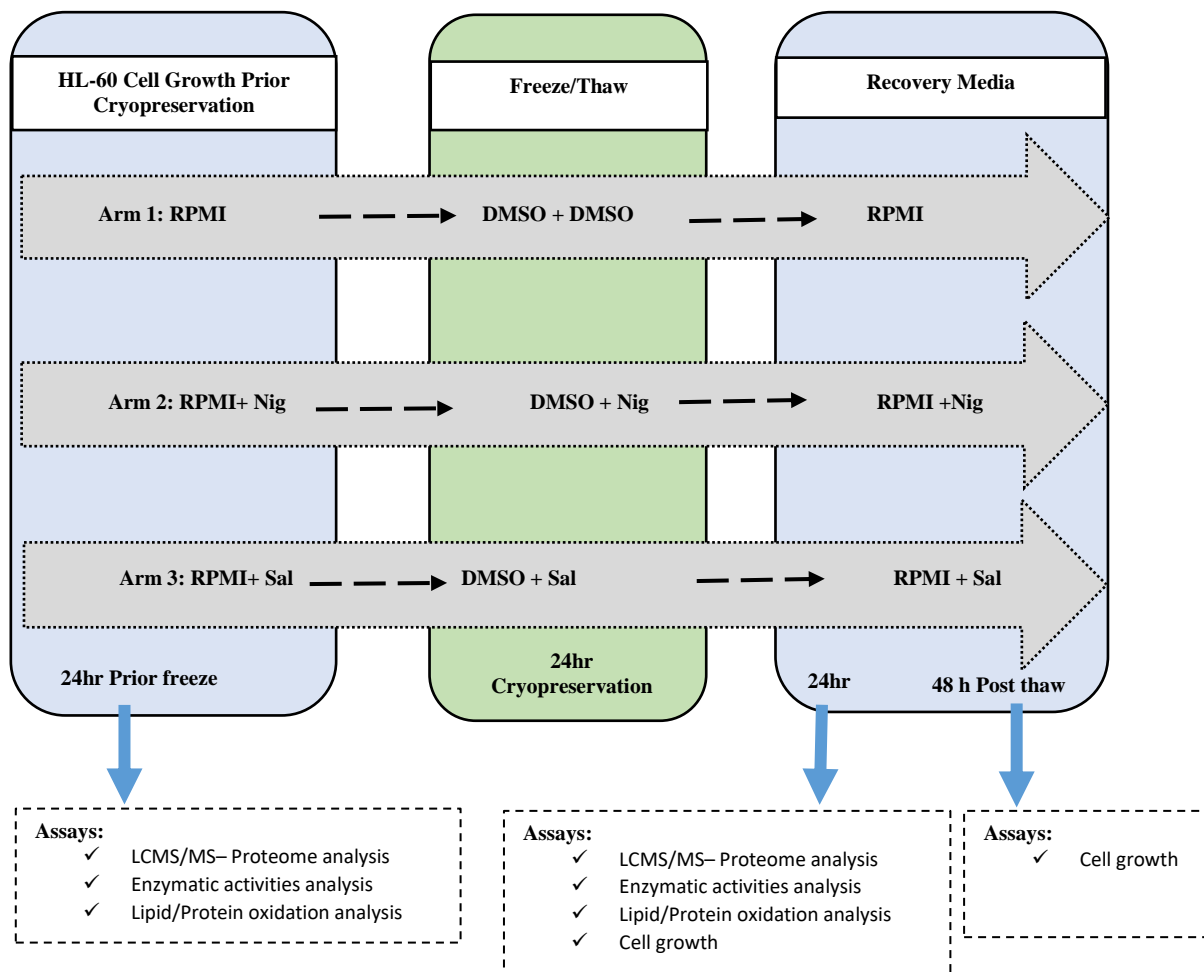 HL-60 Cell Growth Prior
Cryopreservation
Freeze/Thaw
Recovery Media
Arm 1: RPMI
DMSO + DMSO
RPMI
Arm 2: RPMI+ Nig
DMSO + Nig
RPMI +Nig
Arm 3: RPMI+ Sal
DMSO + Sal
RPMI + Sal
24hr Prior freeze
24hr
Cryopreservation
24hr
48 h Post thaw
Assays:
✓ LCMS/MS– Proteome analysis
✓ Enzymatic activities analysis
✓ Lipid/Protein oxidation analysis
Assays:
✓ LCMS/MS– Proteome analysis
✓ Enzymatic activities analysis
✓ Lipid/Protein oxidation analysis
✓ Cell growth
Assays:
✓ Cell growth